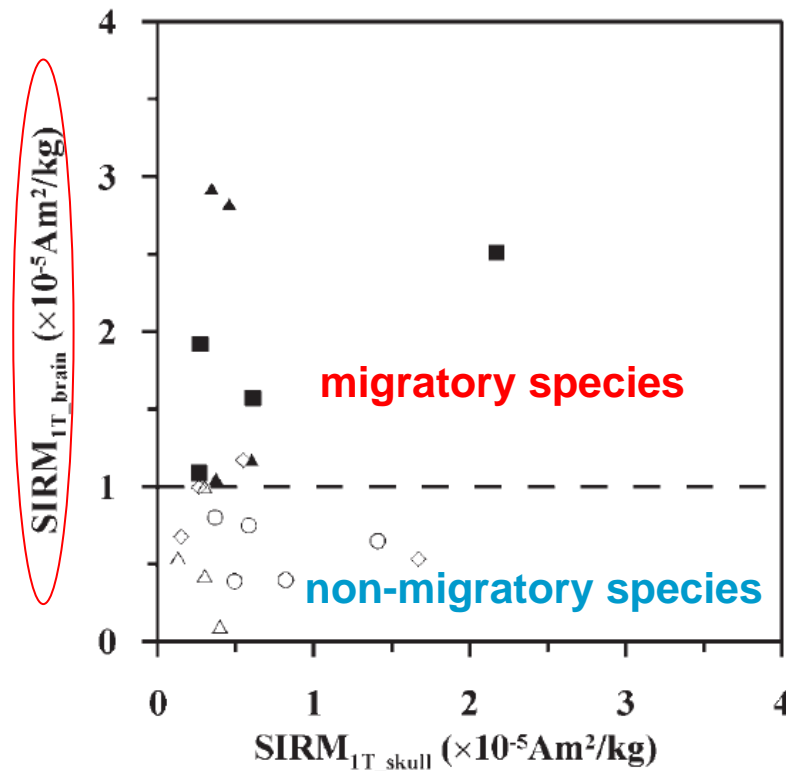 4
3
2
1
0
SIRM1T_brain (×10-5Am2/kg)
migratory species
non-migratory species
0 1 2 3 4
SIRM1T_skull (×10-5Am2/kg)